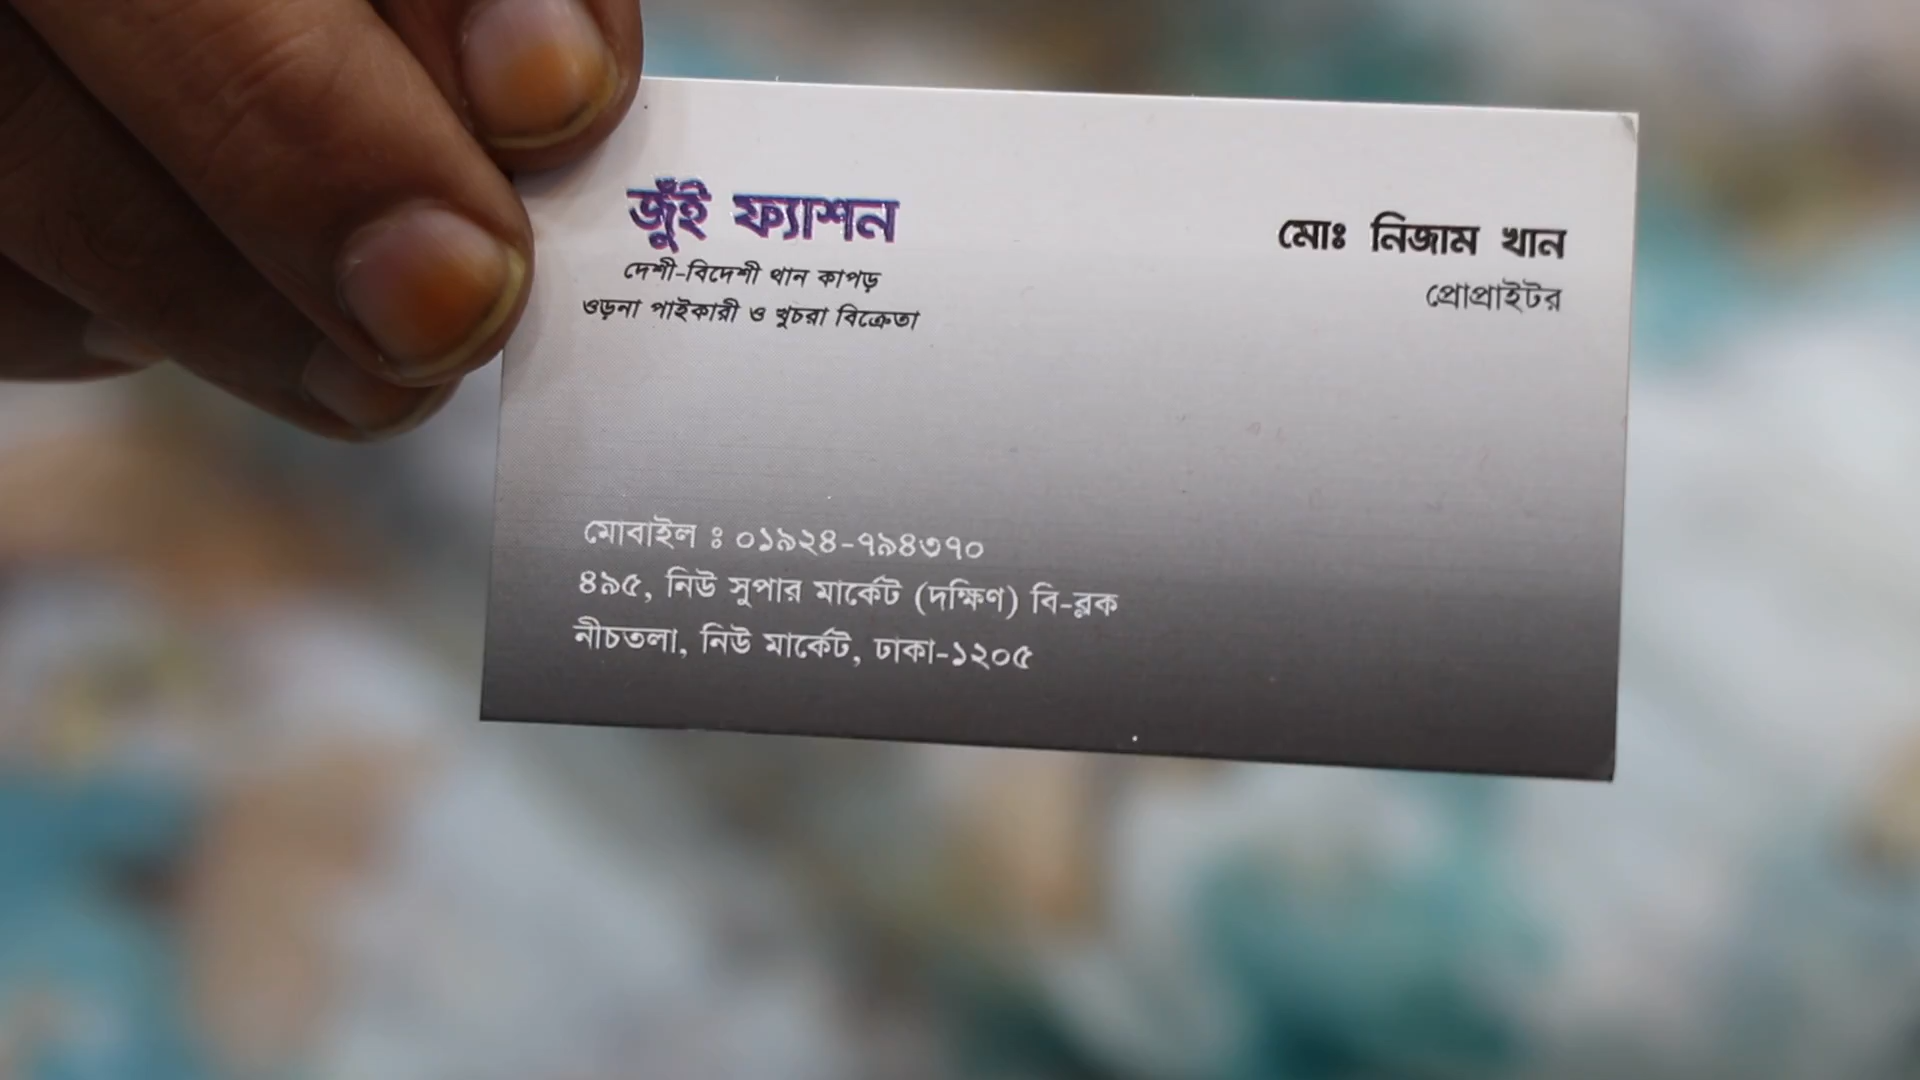 জুঁই ফ্যাশন
দেশী-বিদেশী থান কাপড়
ওড়না পাইকারী ও খুচরা বিক্রেতা
মোঃ নিজাম খান
প্রোপ্রাইটর
মোবাইল ঃ ০১৯২৪-৭৯৪৩৭০
৪৯৫, নিউ সুপার মার্কেট (দক্ষিণ) বি-ব্লক
নীচতলা, নিউ মার্কেট, ঢাকা-১২০৫